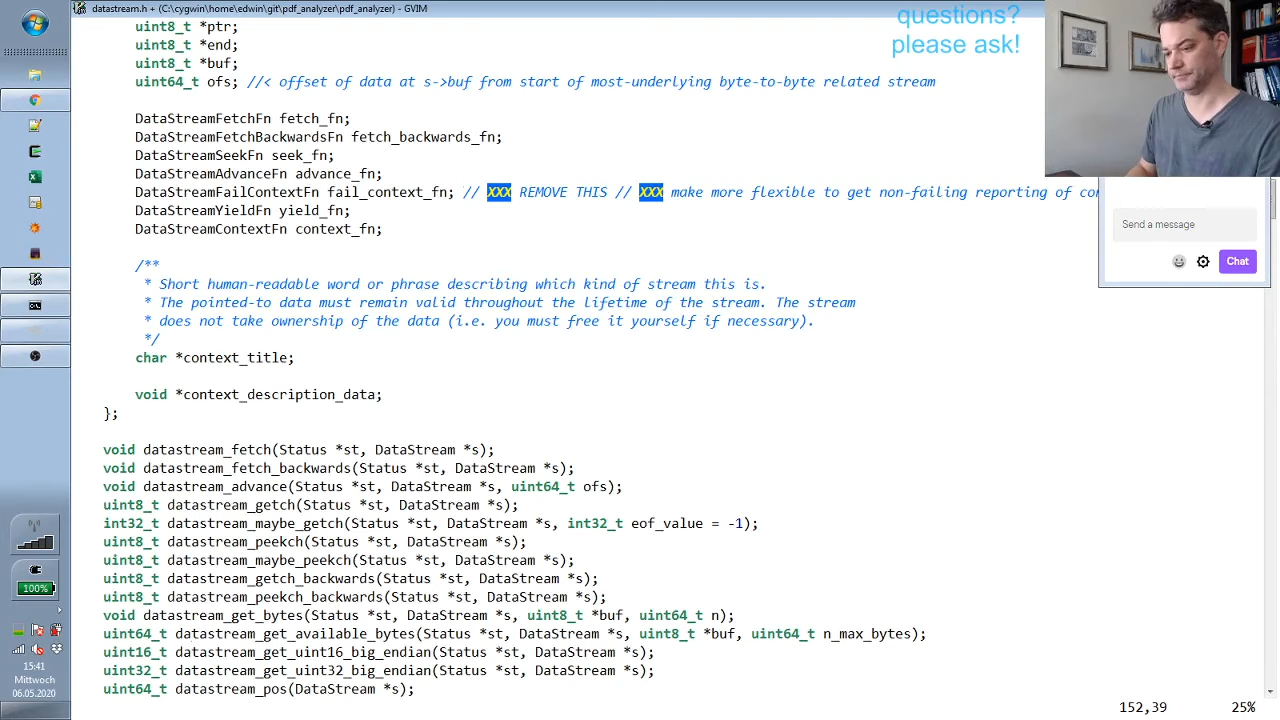 datastream.h + (C:\cygwin\home\edwin\git\pdf_analyzer\pdf_analyzer) - GVIM
questions?
please ask!
uint8_t *ptr;
uint8_t *end;
uint8_t *buf;
uint64_t ofs; //< offset of data at s->buf from start of most-underlying byte-to-byte related stream
DataStreamFetchFn fetch_fn;
DataStreamFetchBackwardsFn fetch_backwards_fn;
DataStreamSeekFn seek_fn;
DataStreamAdvanceFn advance_fn;
DataStreamFailContextFn fail_context_fn; // XXX REMOVE THIS // XXX make more flexible to get non-failing reporting of con
DataStreamYieldFn yield_fn;
DataStreamContextFn context_fn;
/**
* Short human-readable word or phrase describing which kind of stream this is.
* The pointed-to data must remain valid throughout the lifetime of the stream. The stream
* does not take ownership of the data (i.e. you must free it yourself if necessary).
*/
char *context_title;
void *context_description_data;
};
void datastream_fetch(Status *st, DataStream *s);
void datastream_fetch_backwards(Status *st, DataStream *s);
void datastream_advance(Status *st, DataStream *s, uint64_t ofs);
uint8_t datastream_getch(Status *st, DataStream *s);
int32_t datastream_maybe_getch(Status *st, DataStream *s, int32_t eof_value = -1);
uint8_t datastream_peekch(Status *st, DataStream *s);
uint8_t datastream_maybe_peekch(Status *st, DataStream *s);
uint8_t datastream_getch_backwards(Status *st, DataStream *s);
uint8_t datastream_peekch_backwards(Status *st, DataStream *s);
void datastream_get_bytes(Status *st, DataStream *s, uint8_t *buf, uint64_t n);
uint64_t datastream_get_available_bytes(Status *st, DataStream *s, uint8_t *buf, uint64_t n_max_bytes);
uint16_t datastream_get_uint16_big_endian(Status *st, DataStream *s);
uint32_t datastream_get_uint32_big_endian(Status *st, DataStream *s);
uint64_t datastream_pos(DataStream *s);
152,39 25%
Send a message
Chat
100%
15:41
Mittwoch
06.05.2020